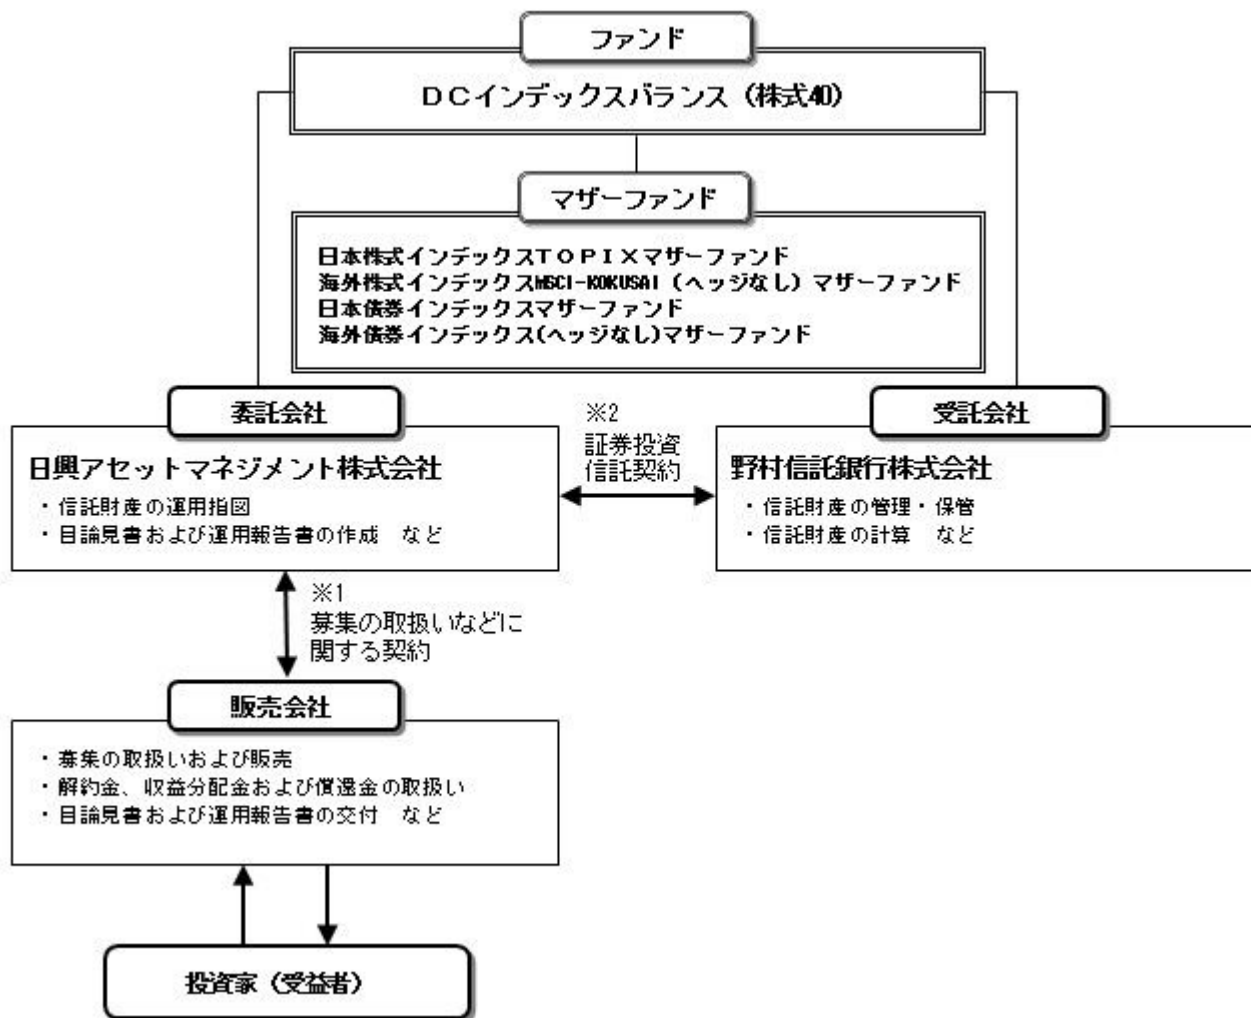 ファンド
ＤＣインデックスバランス（株式40）
マザーファンド
日本株式インデックスＴＯＰＩＸマザーファンド
海外株式インデックスMSCI-KOKUSAI（ヘッジなし）マザーファンド
日本債券インデックスマザーファンド
海外債券インデックス(ヘッジなし)マザーファンド
委託会社
日興アセットマネジメント株式会社
・信託財産の運用指図
・目論見書および運用報告書の作成　など
※2
証券投資
信託契約
受託会社
野村信託銀行株式会社
・信託財産の管理・保管
・信託財産の計算　など
※1
募集の取扱いなどに
関する契約
販売会社
・募集の取扱いおよび販売
・解約金、収益分配金および償還金の取扱い
・目論見書および運用報告書の交付　など
投資家（受益者）